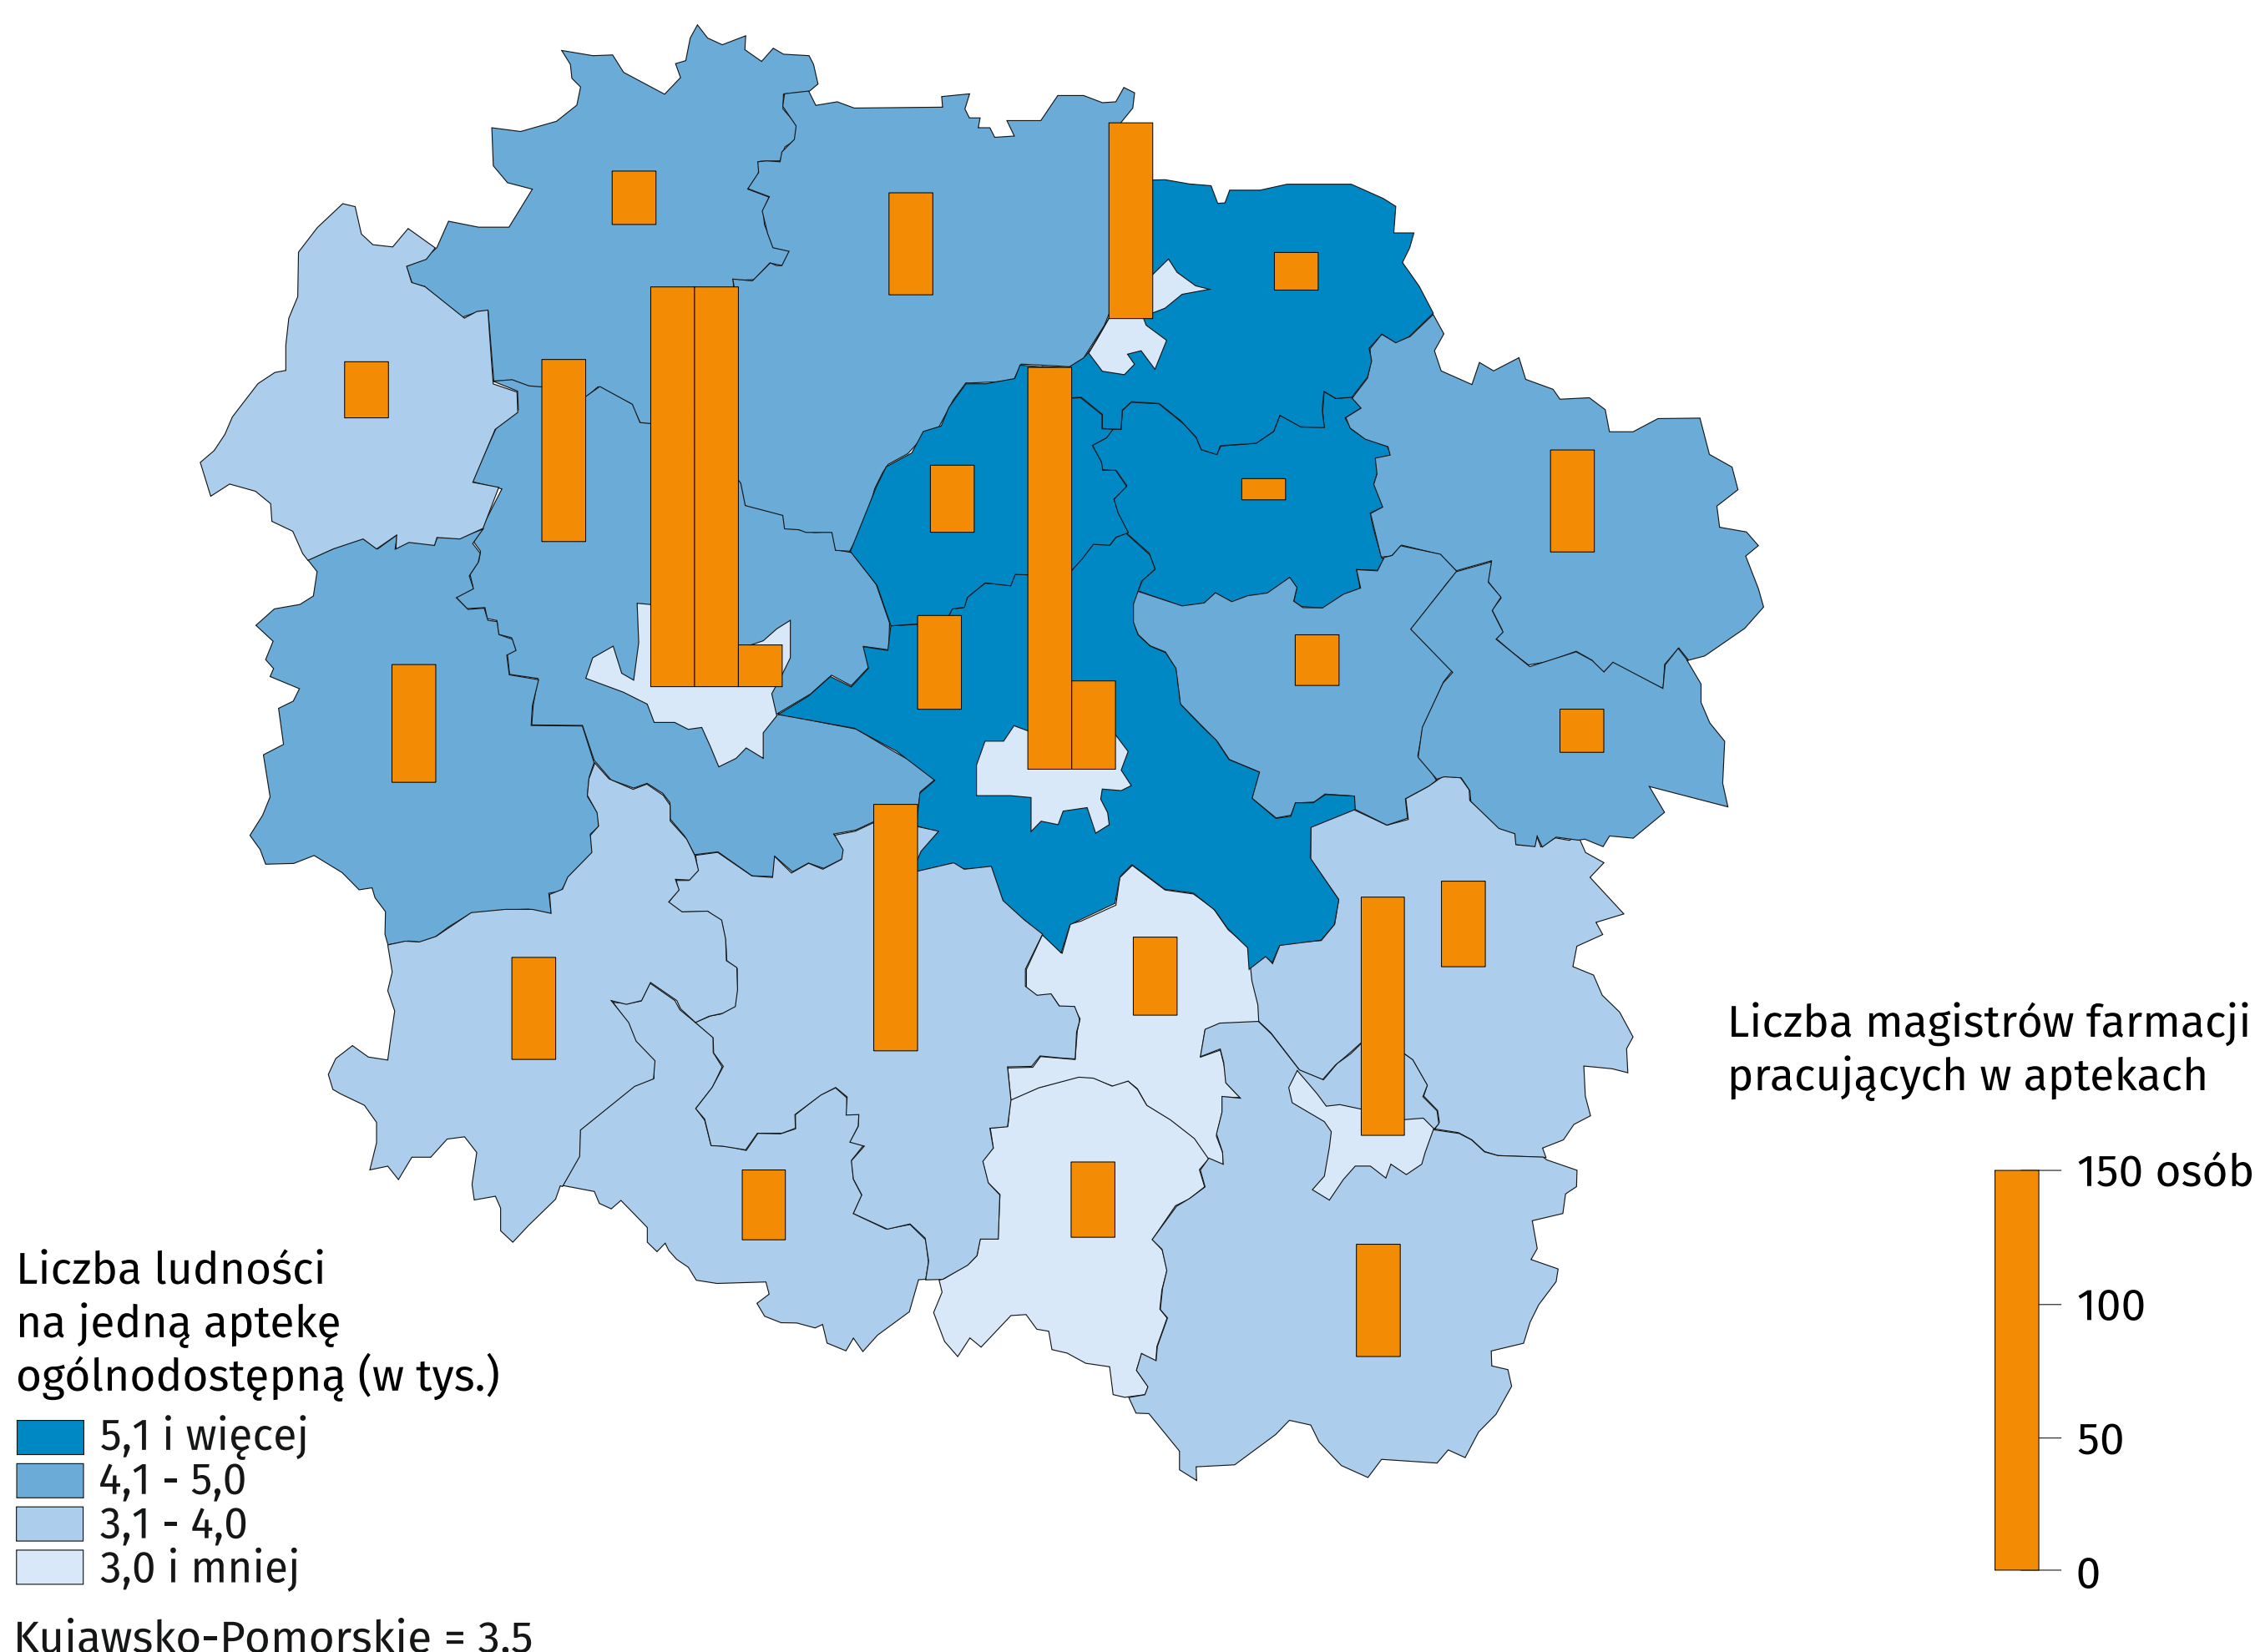 Liczba magistrów farmacji
pracujących w aptekach
150 osób
100
50
0
Liczba ludności
na jedną aptekę
ogólnodostępną (w tys.)
5,1 i więcej
4,1 - 5,0
3,1 - 4,0
3,0 i mniej
Kujawsko-Pomorskie = 3,5